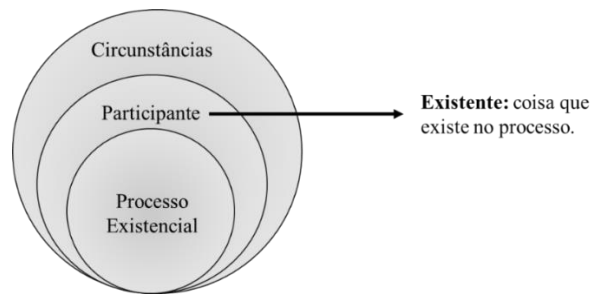 Circunstâncias
Participante
Existente: coisa que
existe no processo.
Processo
Existencial